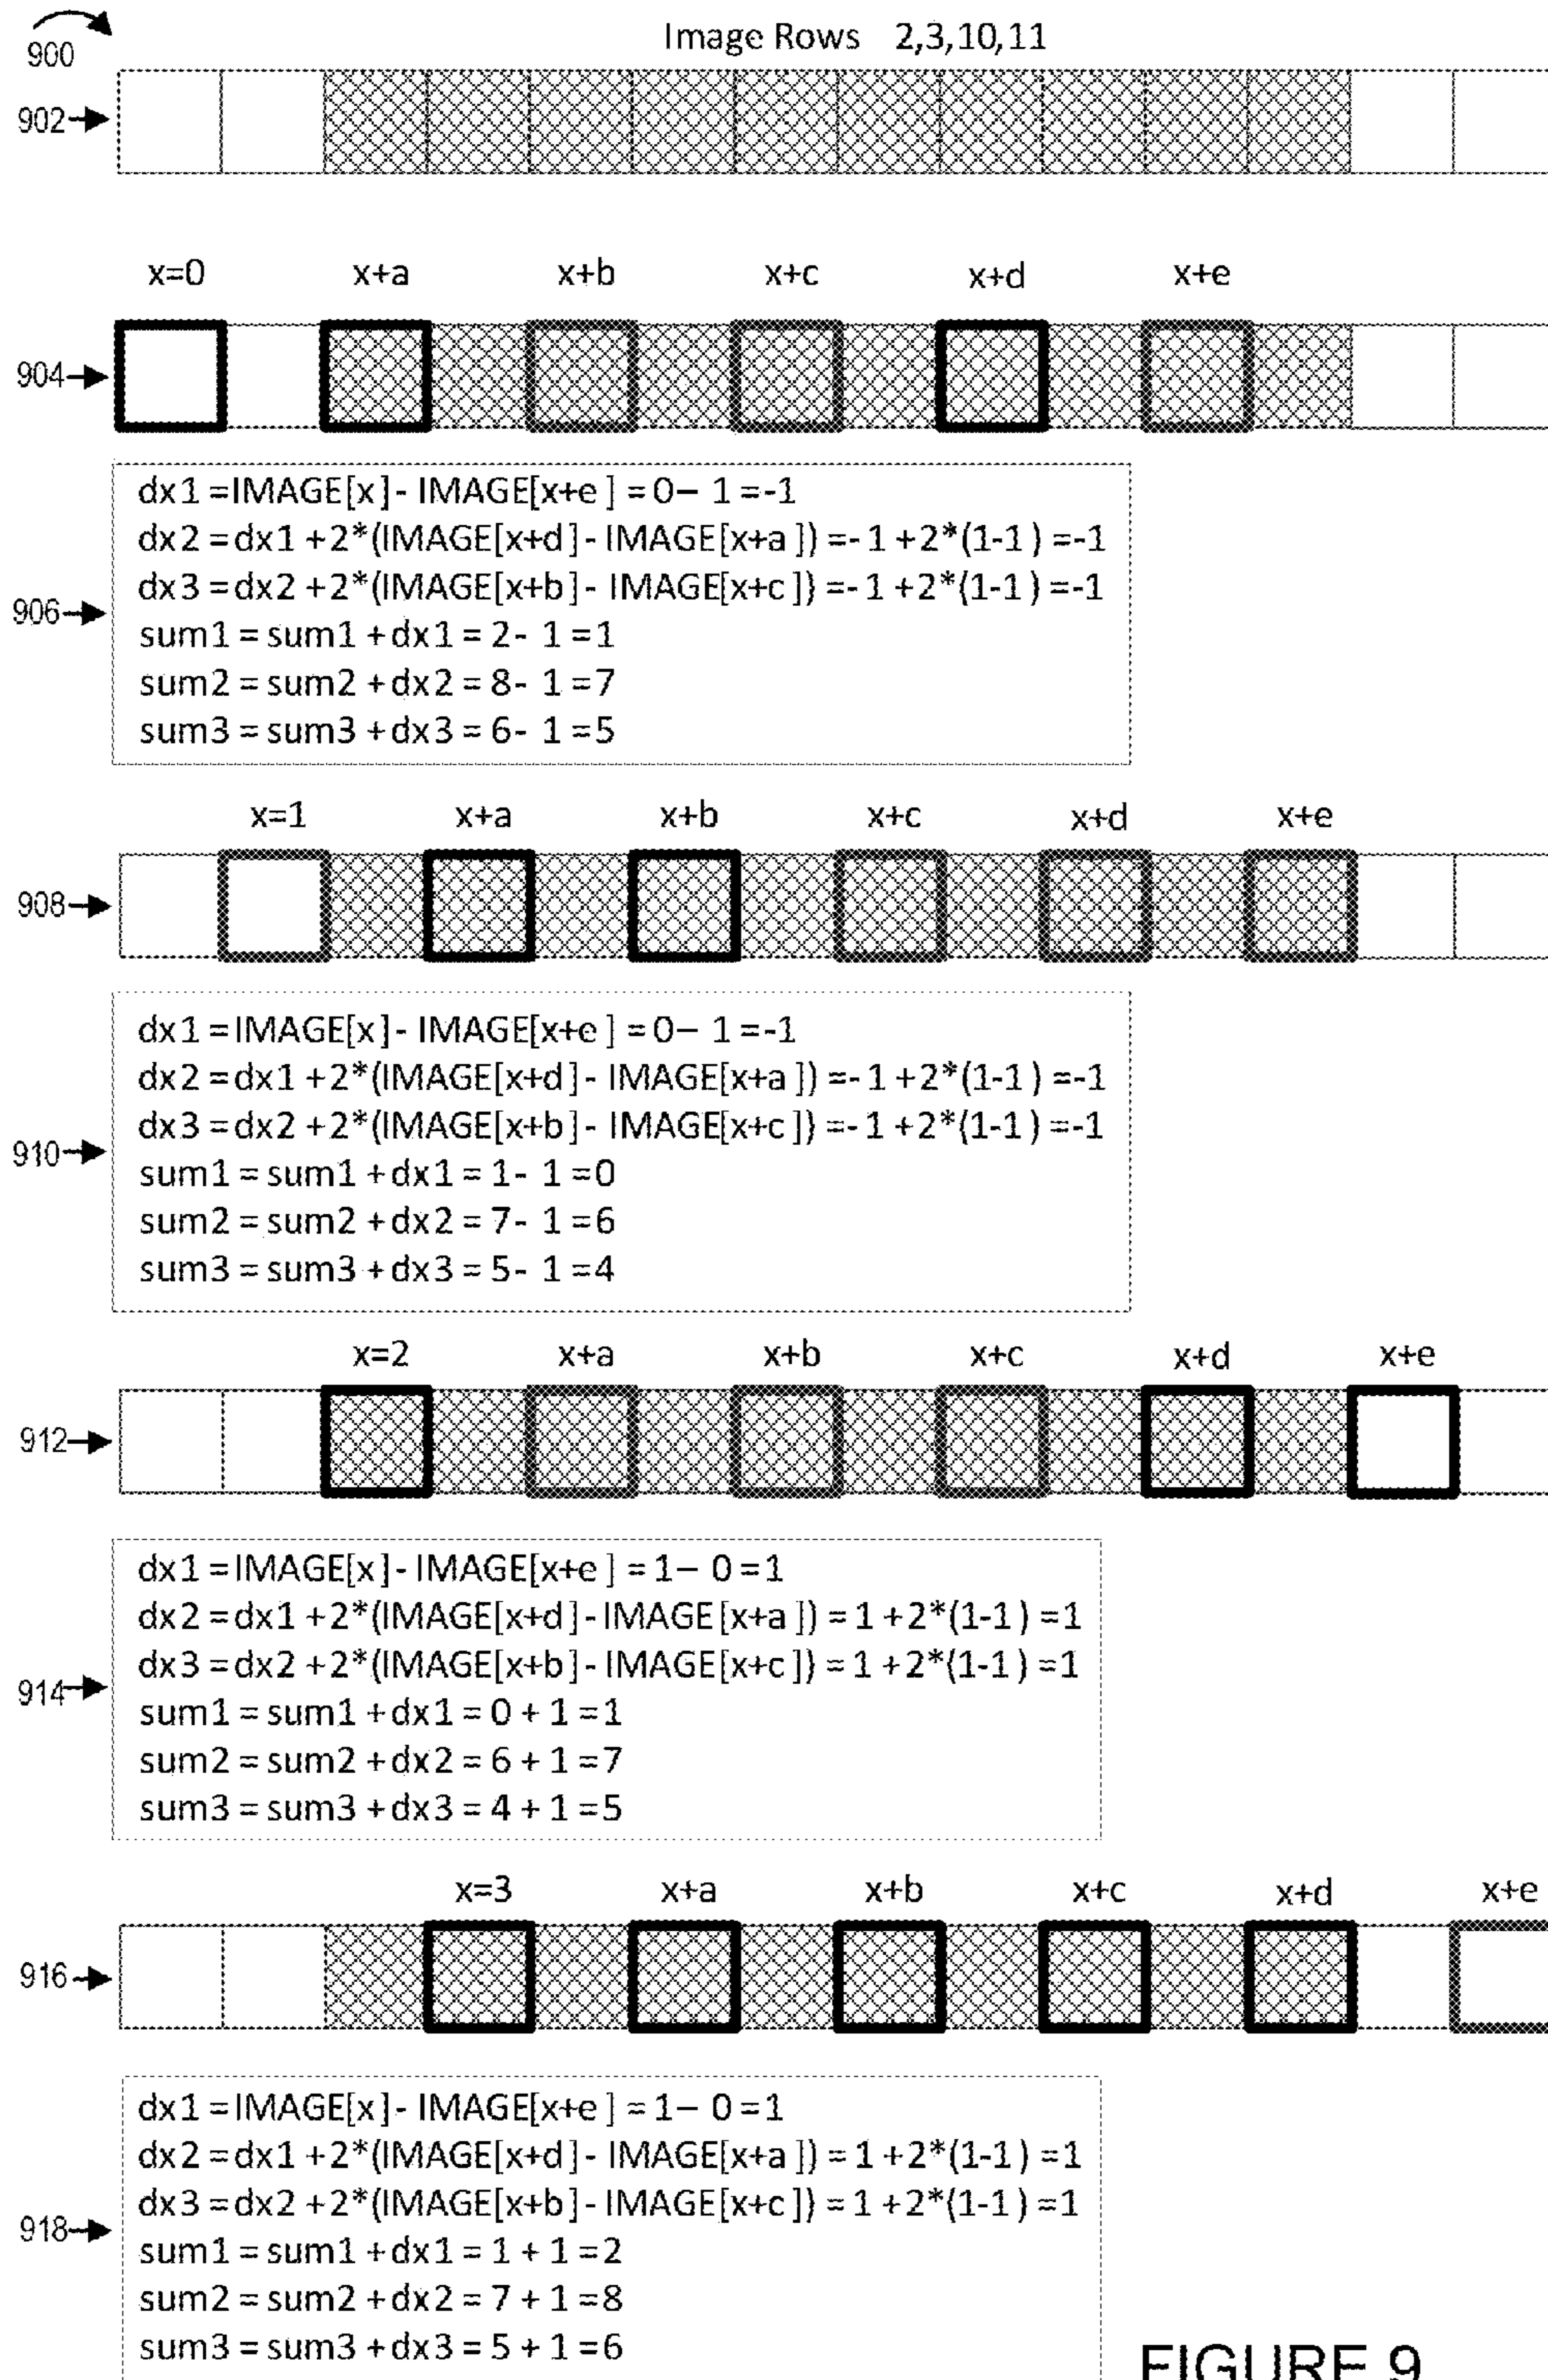 900
Image Rows 2,3,10,11
902
x=0 x+a x+b x+c x+d x+e
904
dx1 =IMAGE[x]- IMAGE[x+e ] =0– 1 =-1
dx2 =dx1 +2*(IMAGE[x+d] - IMAGE[x+a ]) =- 1 +2*(1-1) =-1
dx3 =dx2 +2*(IMAGE[x+b] - IMAGE[x+c ]) =- 1 +2*(1-1) =-1
906
sum1 = sum1 +dx1 = 2- 1 =1
sum2 = sum2 +dx2 = 8- 1 =7
sum3 = sum3 +dx3 = 6- 1 =5
x=1 x+a x+b x+c x+d x+e
908
dx1 =IMAGE[x]- IMAGE[x+e ] =0– 1 =-1
dx2 =dx1 +2*(IMAGE[x+d] - IMAGE[x+a ]) =- 1 +2*(1-1) =-1
dx3 =dx2 +2*(IMAGE[x+b] - IMAGE[x+c ]) =- 1 +2*(1-1) =-1
910
sum1 = sum1 +dx1 = 1- 1 =0
sum2 = sum2 +dx2 = 7- 1 =6
sum3 = sum3 +dx3 = 5- 1 =4
x=2 x+a x+b x+c x+d x+e
912
dx1 =IMAGE[x]- IMAGE[x+e ] =1– 0 =1
dx2 =dx1 +2*(IMAGE[x+d] -IMAGE[x+a ]) =1 +2*(1-1) =1
dx3 =dx2 +2*(IMAGE[x+b] -IMAGE[x+c ]) =1 +2*(1-1) =1
914
sum1 = sum1 +dx1 = 0 + 1 =1
sum2 = sum2 +dx2 = 6 + 1 =7
sum3 = sum3 +dx3 = 4 + 1 =5
x=3 x+a x+b x+c x+d x+e
916
dx1 =IMAGE[x]- IMAGE[x+e ] =1– 0 =1
dx2 =dx1 +2*(IMAGE[x+d] - IMAGE[x+a ]) =1 +2*(1-1) =1
dx3 =dx2 +2*(IMAGE[x+b] - IMAGE[x+c ]) =1 +2*(1-1) =1
918
sum1 = sum1 +dx1 = 1 + 1 =2
sum2 = sum2 +dx2 = 7 + 1 =8
sum3 = sum3 +dx3 = 5 + 1 =6
FIGURE 9